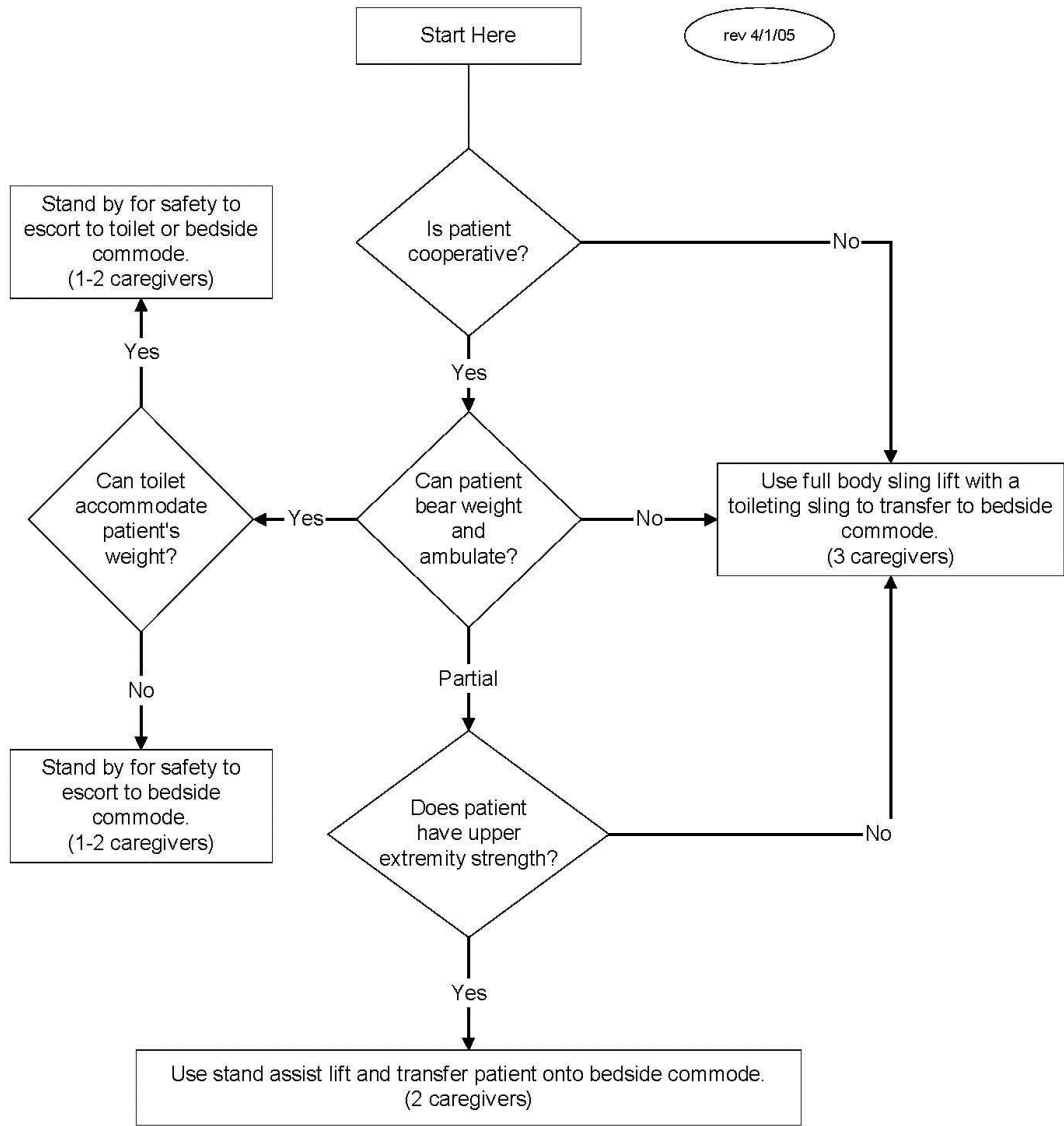 Start Here
rev 4/1/05
Is patient
cooperative?
No
Yes
Stand by for safety to
escort to toilet or bedside
commode.
(1-2 caregivers)
Yes
Can toilet
accommodate
patient's
weight?
Yes
Can patient
bear weight
and
ambulate?
No
Use full body sling lift with a
toileting sling to transfer to bedside
commode.
(3 caregivers)
No
Partial
Stand by for safety to
escort to bedside
commode.
(1-2 caregivers)
Does patient
have upper
extremity strength?
No
Yes
Use stand assist lift and transfer patient onto bedside commode.
(2 caregivers)